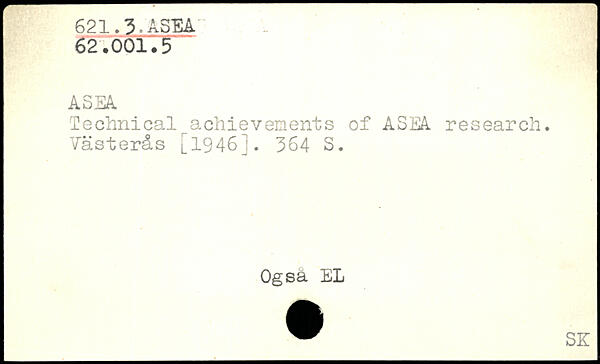 621.3.ASEA
62.001.5
ASEA
Technical achievements of ASEA research.
Västerås [1946]. 364 S.
Også EL
SK